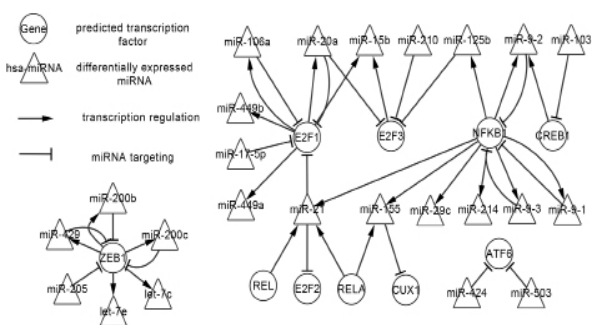 Gene
predicted transcription
factor
hsa-miRNA
differentially expressed
miRNA
transcription regulation
miRNA targeting
miR-106a
miR-20a
miR-15b
miR-210
miR-125b
miR-9-2
miR-103
miR-449b
E2F1
E2F3
NFKB
CREB1
miR-17-5p
miR-449a
miR-21
miR-155
miR-29c
miR-214
miR-9-3
miR-9-1
miR-200b
miR-429
miR-200c
ZEB1
miR-205
let-7c
let-7e
REL
E2F2
RELA
CUX1
ATF6
miR-424
miR-503